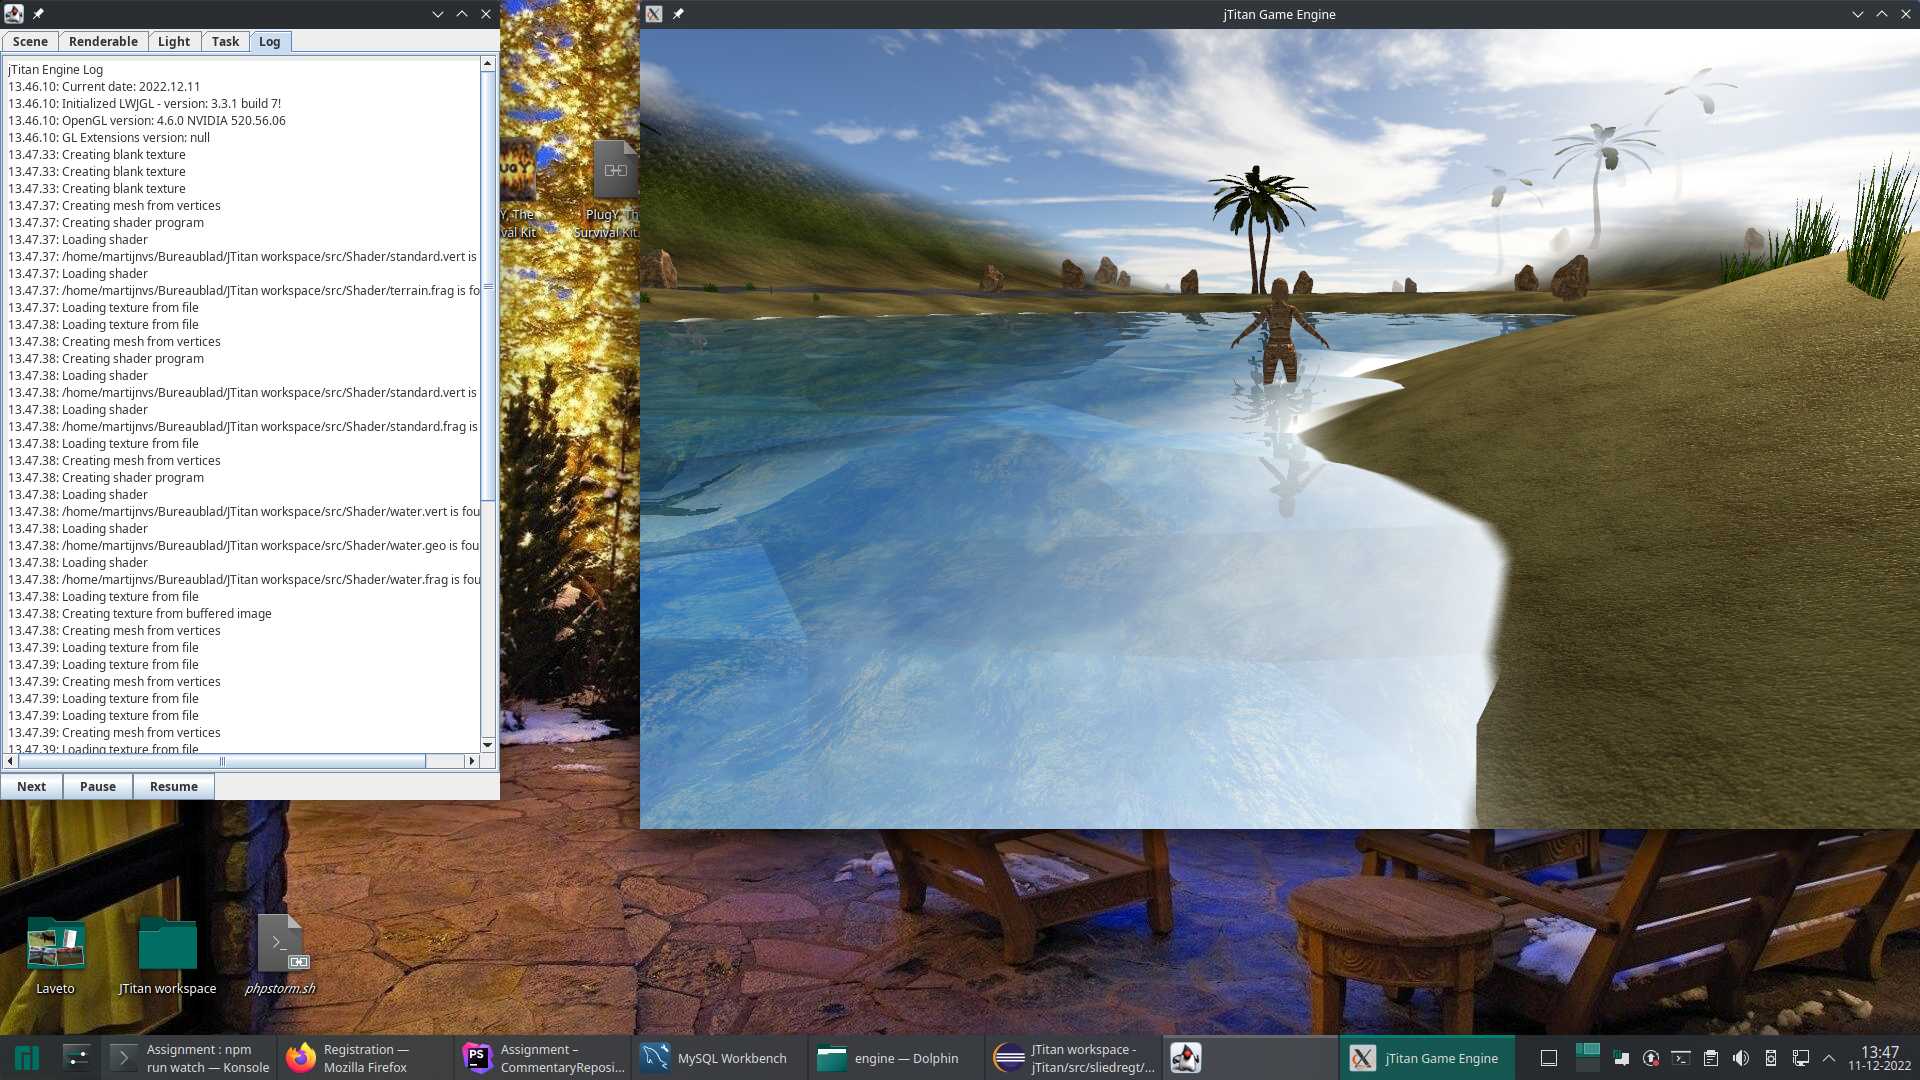 jTitan Game Engine
Scene Renderable Light Task Log
jTitan Engine Log
13.46.10: Current date: 2022.12.11
13.46.10: Initialized LWJGL - version: 3.3.1 build 7!
13.46.10: OpenGL version: 4.6.0 NVIDIA 520.56.06
13.46.10: GL Extensions version: null
13.47.33: Creating blank texture
13.47.33: Creating blank texture
13.47.33: Creating blank texture
13.47.37: Creating mesh from vertices
13.47.37: Creating shader program
13.47.37: Loading shader
13.47.37: /home/martijnvs/Bureaublad/JTitan workspace/src/Shader/standard.vert is
13.47.37: Loading shader
13.47.37: /home/martijnvs/Bureaublad/JTitan workspace/src/Shader/terrain.frag is fo
13.47.37: Loading texture from file
13.47.38: Loading texture from file
13.47.38: Creating mesh from vertices
13.47.38: Creating shader program
13.47.38: Loading shader
13.47.38: /home/martijnvs/Bureaublad/JTitan workspace/src/Shader/standard.vert is
13.47.38: Loading shader
13.47.38: /home/martijnvs/Bureaublad/JTitan workspace/src/Shader/standard.frag is
13.47.38: Loading texture from file
13.47.38: Creating mesh from vertices
13.47.38: Creating shader program
13.47.38: Loading shader
13.47.38: /home/martijnvs/Bureaublad/JTitan workspace/src/Shader/water.vert is fou
13.47.38: Loading shader
13.47.38: /home/martijnvs/Bureaublad/JTitan workspace/src/Shader/water.geo is fou
13.47.38: Loading shader
13.47.38: /home/martijnvs/Bureaublad/JTitan workspace/src/Shader/water.frag is fou
13.47.38: Loading texture from file
13.47.38: Creating texture from buffered image
13.47.38: Creating mesh from vertices
13.47.39: Loading texture from file
13.47.39: Loading texture from file
13.47.39: Creating mesh from vertices
13.47.39: Loading texture from file
13.47.39: Loading texture from file
13.47.39: Creating mesh from vertices
13.47.39: Loading texture from file
Next Pause Resume
UG Y
Y, The
val Kit
PlugY, Th
Survival Kit
Laveto
JTitan workspace
phpstorm.sh
Assignment : npm
run watch — Konsole
Registration —
Mozilla Firefox
PS
Assignment –
CommentaryReposi...
MySQL Workbench
engine — Dolphin
JTitan workspace -
jTitan/src/sliedregt/...
jTitan Game Engine
13:47
11-12-2022